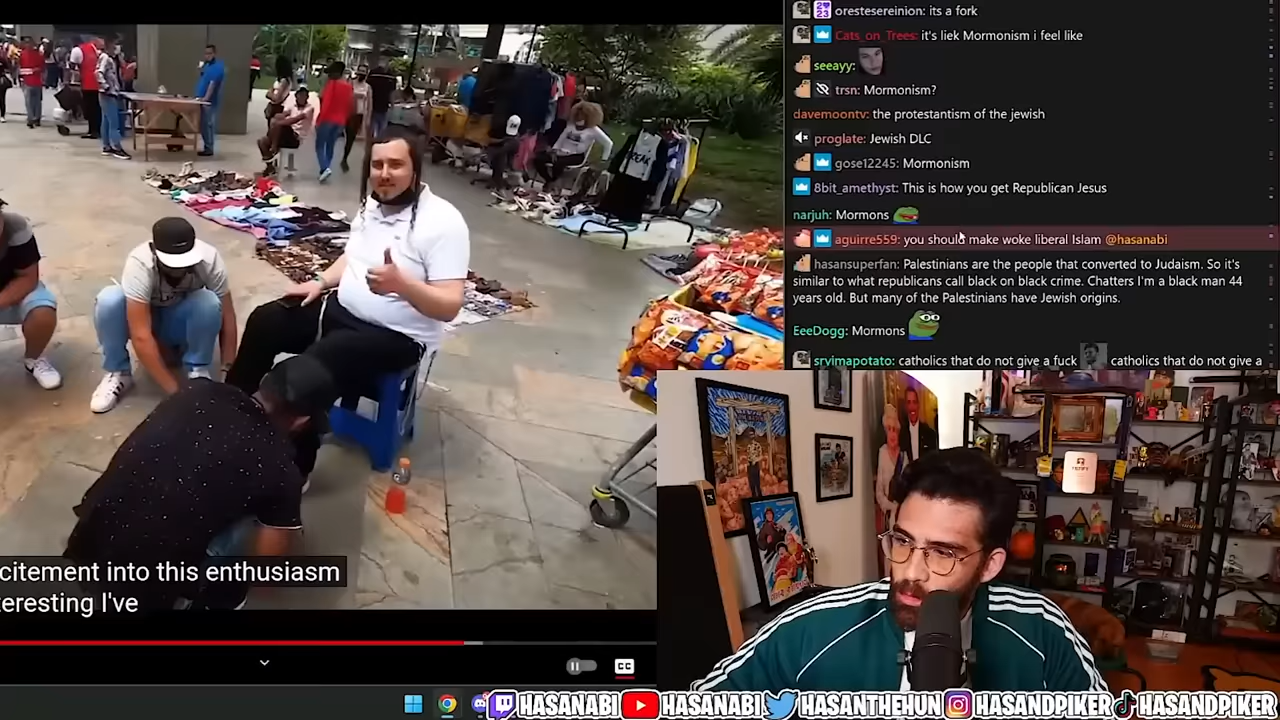 orestesereinion: its a fork
Cats_on_Trees: it's liek Mormonism i feel like
seeayy:
trsn: Mormonism?
davemoontv: the protestantism of the jewish
proglate: Jewish DLC
gose12245: Mormonism
8bit_amethyst: This is how you get Republican Jesus
narjuh: Mormons
aguirre559: you should make woke liberal Islam @hasanabi
hasansuperfan: Palestinians are the people that converted to Judaism. So it's
similar to what republicans call black on black crime. Chatters I'm a black man 44
years old. But many of the Palestinians have Jewish origins.
EeeDogg: Mormons
srvimapotato: catholics that do not give a fuck catholics that do not give a
citement into this enthusiasm
teresting I've
CC
HASANABI HASANABI HASANTHEHUN HASANDPIKER HASANDPIKER